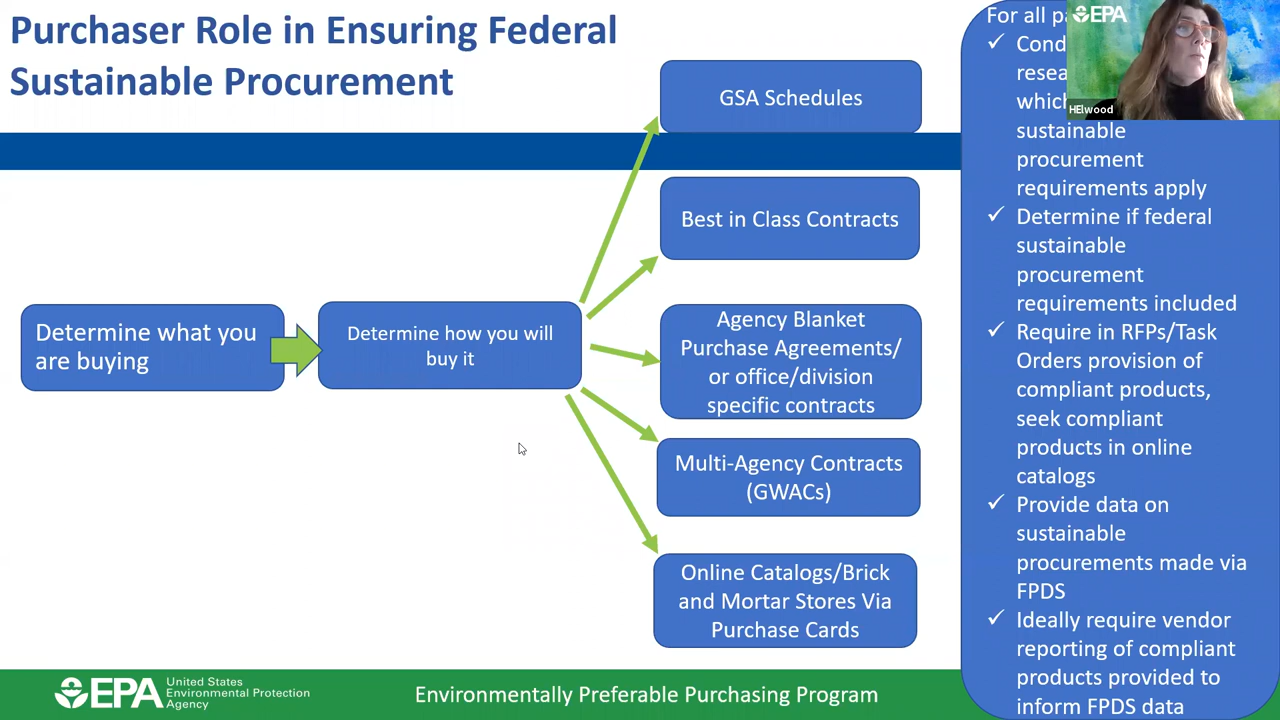 Purchaser Role in Ensuring Federal
Sustainable Procurement
Determine what you
are buying
Determine how you will
buy it
GSA Schedules
Best in Class Contracts
Agency Blanket
Purchase Agreements/
or office/division
specific contracts
Multi-Agency Contracts
(GWACs)
Online Catalogs/Brick
and Mortar Stores Via
Purchase Cards
For all
✓
✓ Determine if federal
sustainable
procurement
requirements included
✓ Require in RFPs/Task
Orders provision of
compliant products,
seek compliant
products in online
catalogs
✓ Provide data on
sustainable
procurements made via
FPDS
✓ Ideally require vendor
reporting of compliant
products provided to
inform FPDS data
sustainable
procurement
requirements apply
EPA
HElwood
EPA
United States
Environmental Protection
Agency
Environmentally Preferable Purchasing Program